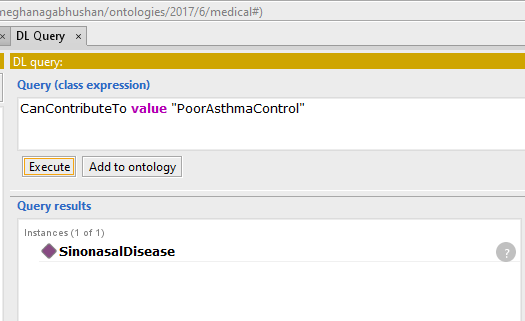 meghanagabhushan/ontologies/2017/6/medical#)
× DL Query ×
DL query:
Query (class expression)
CanContributeTo value "PoorAsthmaControl"
Execute Add to ontology
Query results
Instances (1 of 1)
SinonasalDisease ?